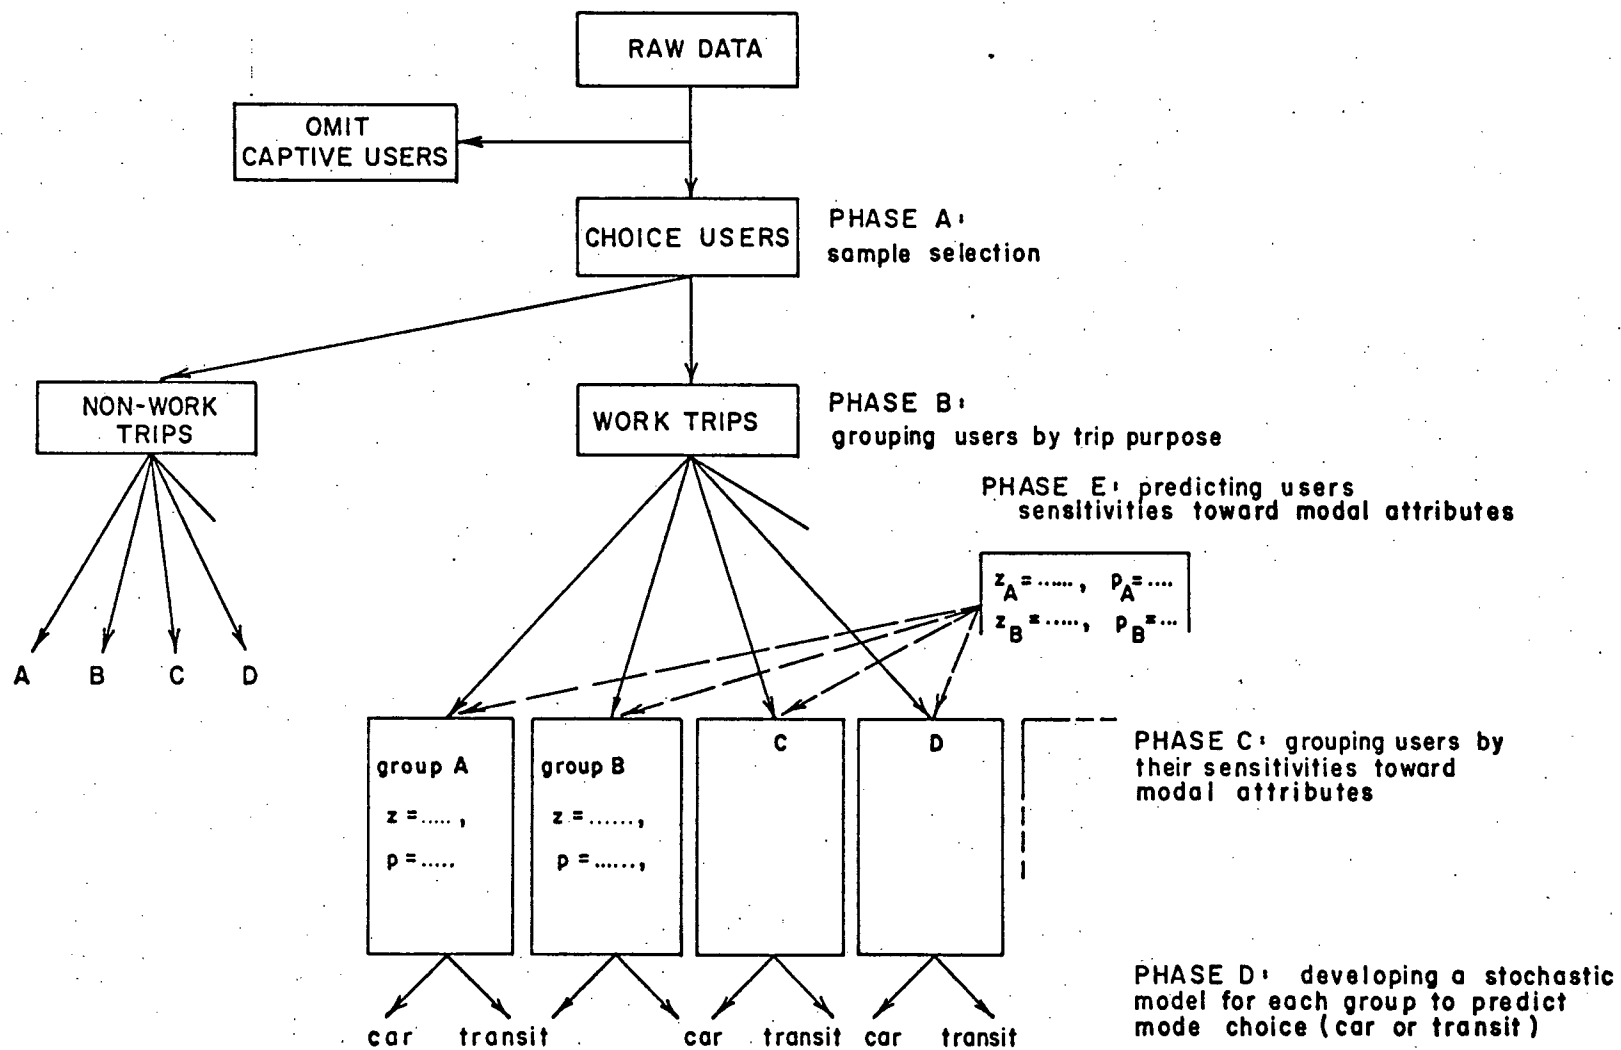 RAW DATA
OMIT
CAPTIVE USERS
CHOICE USERS
PHASE A:
sample selection
NON-WORK
TRIPS
WORK TRIPS
PHASE B:
grouping users by trip purpose
PHASE E: predicting users
sensitivities toward modal attributes
z_A = ......, p_A = ....
z_B = ....., p_B = ...
A B C D
group A
z = ..... ,
p = .....
group B
z = ......,
p = ......,
C
D
PHASE C: grouping users by
their sensitivities toward
modal attributes
PHASE D: developing a stochastic
model for each group to predict
mode choice (car or transit)
car transit car transit car transit